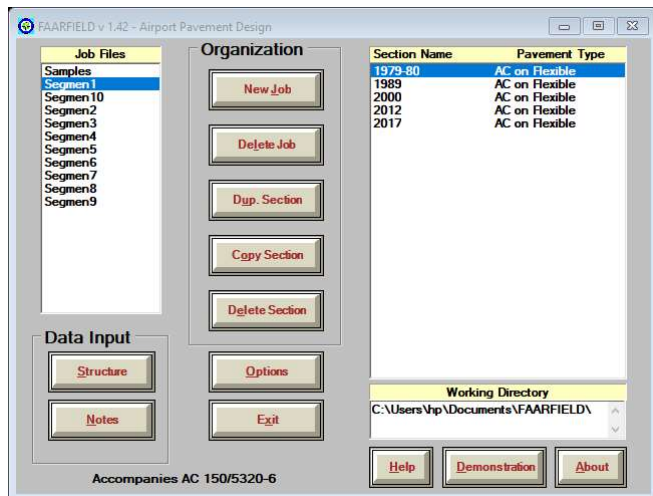 FAARFIELD v 1.42 - Airport Pavement Design
Job Files
Samples
Segmen1
Segmen10
Segmen2
Segmen3
Segmen4
Segmen5
Segmen6
Segmen7
Segmen8
Segmen9
Organization
New Job
Delete Job
Dup. Section
Copy Section
Delete Section
Section Name Pavement Type
1979-80 AC on Flexible
1989 AC on Flexible
2000 AC on Flexible
2012 AC on Flexible
2017 AC on Flexible
Data Input
Structure
Notes
Options
Exit
Working Directory
C:\Users\hp\Documents\FAARFIELD\
Help
Demonstration
About
Accompanies AC 150/5320-6